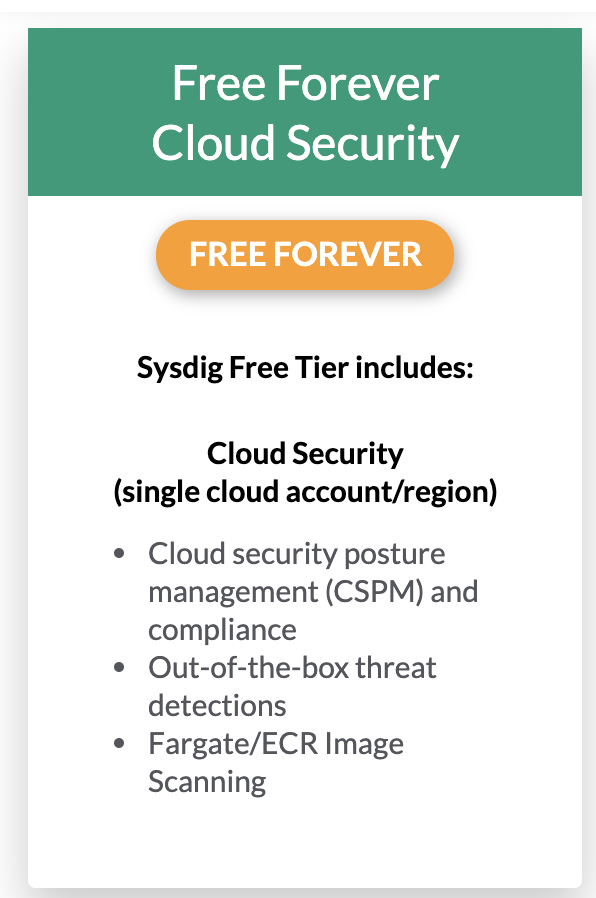 Free Forever
Cloud Security
FREE FOREVER
Sysdig Free Tier includes:
Cloud Security
(single cloud account/region)
• Cloud security posture
management (CSPM) and
compliance
• Out-of-the-box threat
detections
• Fargate/ECR Image
Scanning